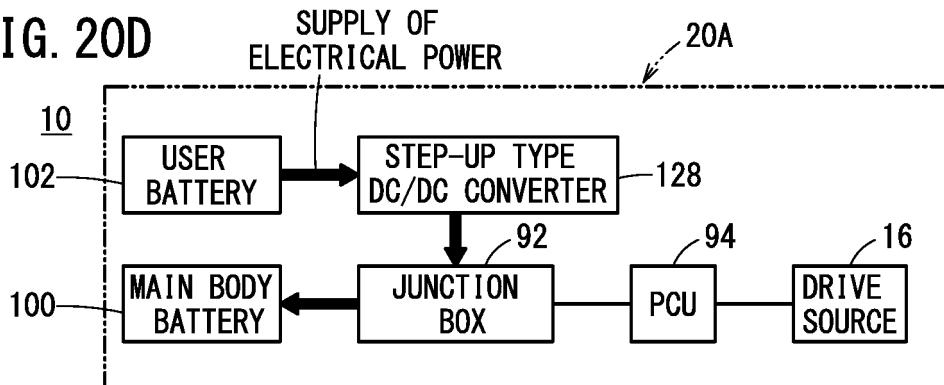 IG. 20D
SUPPLY OF
ELECTRICAL POWER
20A
10
102
USER
BATTERY
STEP-UP TYPE
DC/DC CONVERTER
128
92
94
16
100
MAIN BODY
BATTERY
JUNCTION
BOX
PCU
DRIVE
SOURCE